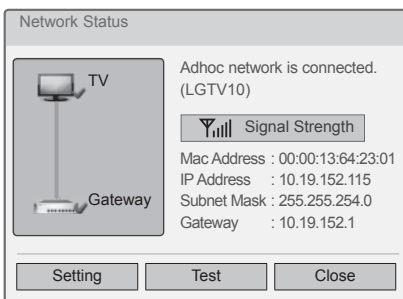 Network Status
TV
Gateway
Adhoc network is connected.
(LGTV10)
Signal Strength
Mac Address : 00:00:13:64:23:01
IP Address : 10.19.152.115
Subnet Mask : 255.255.254.0
Gateway : 10.19.152.1
Setting
Test
Close